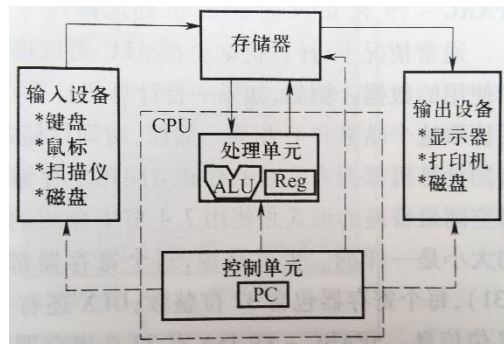 存储器
输入设备
*键盘
*鼠标
*扫描仪
*磁盘
CPU
处理单元
ALU
Reg
控制单元
PC
输出设备
*显示器
*打印机
*磁盘